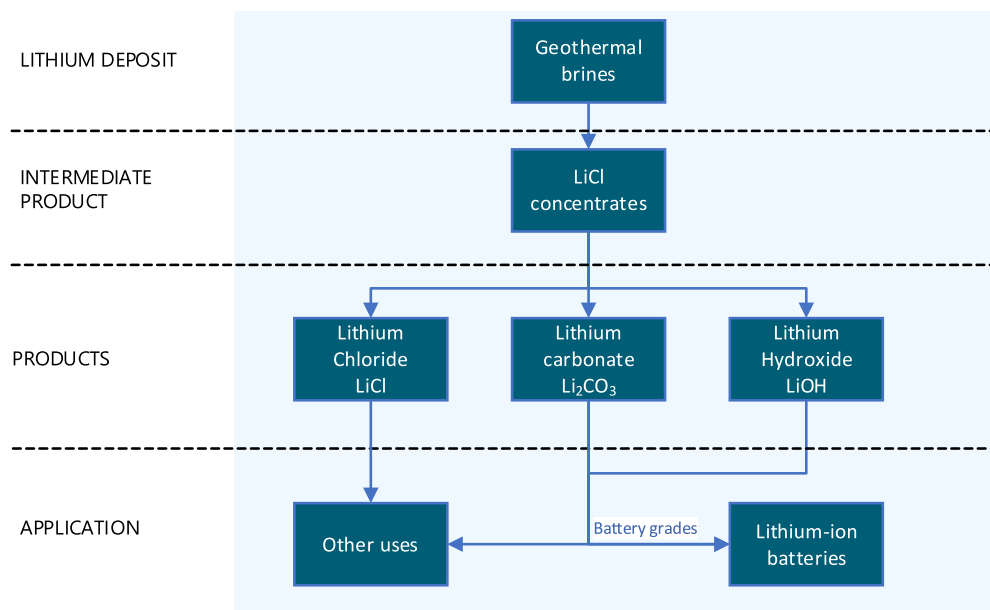 LITHIUM DEPOSIT
Geothermal
brines
INTERMEDIATE
PRODUCT
LiCl
concentrates
PRODUCTS
Lithium
Chloride
LiCl
Lithium
carbonate
Li₂CO₃
Lithium
Hydroxide
LiOH
APPLICATION
Other uses
Battery grades
Lithium-ion
batteries